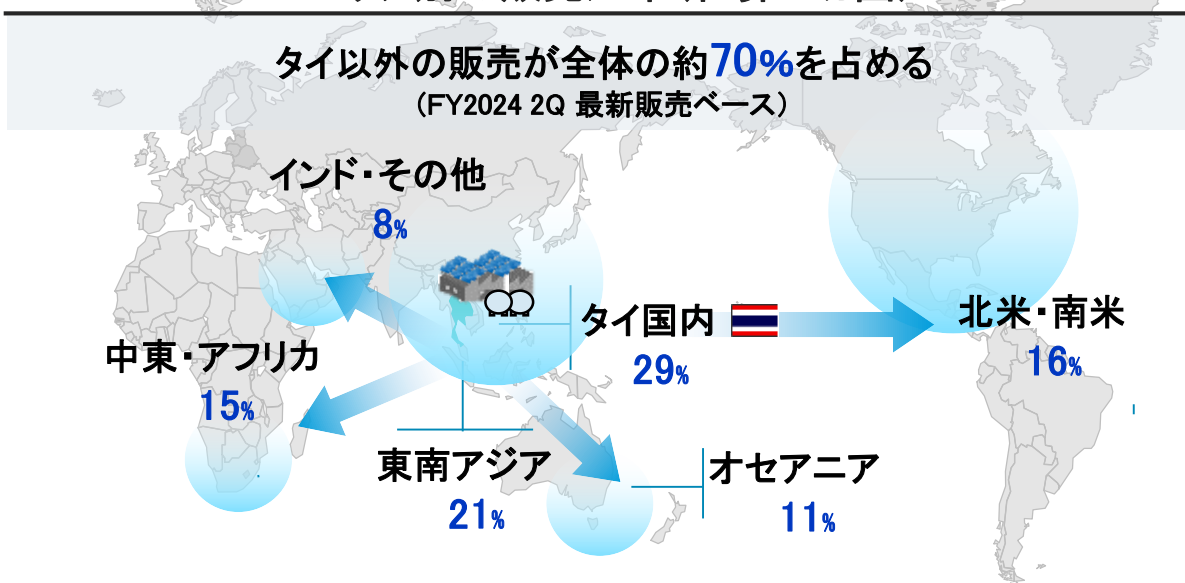 タイ以外の販売が全体の約70%を占める
(FY2024 2Q 最新販売ベース)
インド・その他
8%
タイ国内
29%
北米・南米
16%
中東・アフリカ
15%
東南アジア
21%
オセアニア
11%